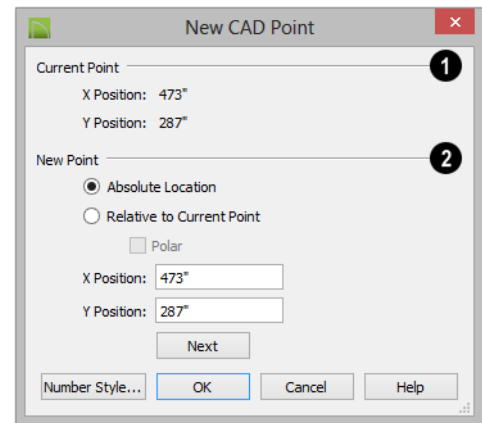 New CAD Point
Current Point
1
X Position: 473"
Y Position: 287"
New Point
2
Absolute Location
Relative to Current Point
Polar
X Position: 473"
Y Position: 287"
Next
Number Style... OK Cancel Help